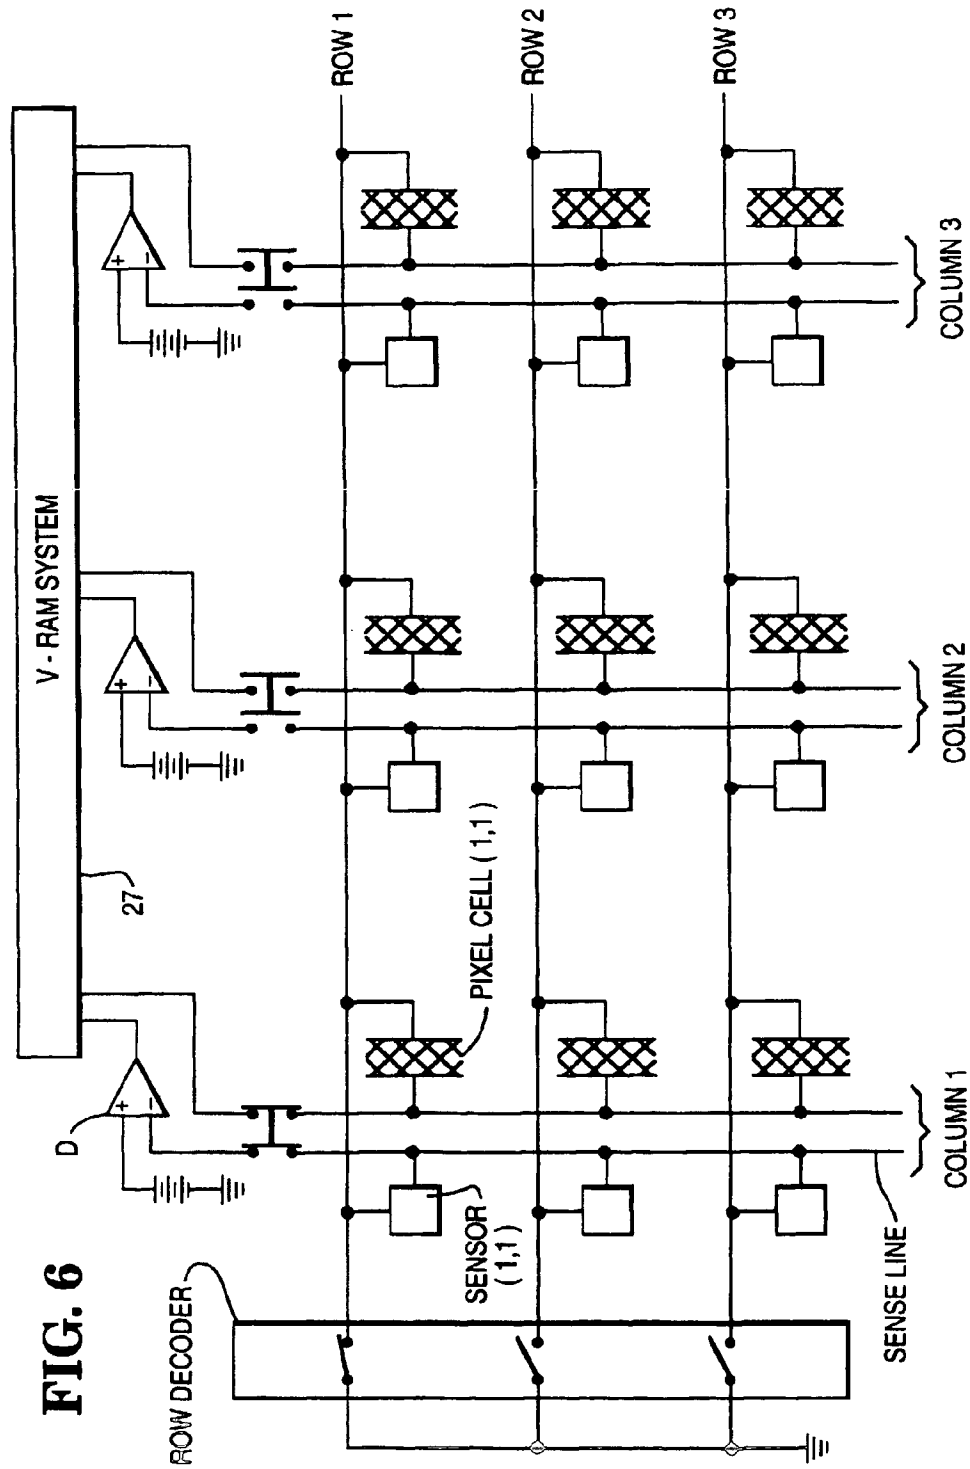 FIG. 6
V - RAM SYSTEM
27
D
+
−
+
−
+
−
ROW DECODER
ROW 1
ROW 2
ROW 3
SENSOR
(1,1)
PIXEL CELL (1,1)
SENSE LINE
COLUMN 1
COLUMN 2
COLUMN 3